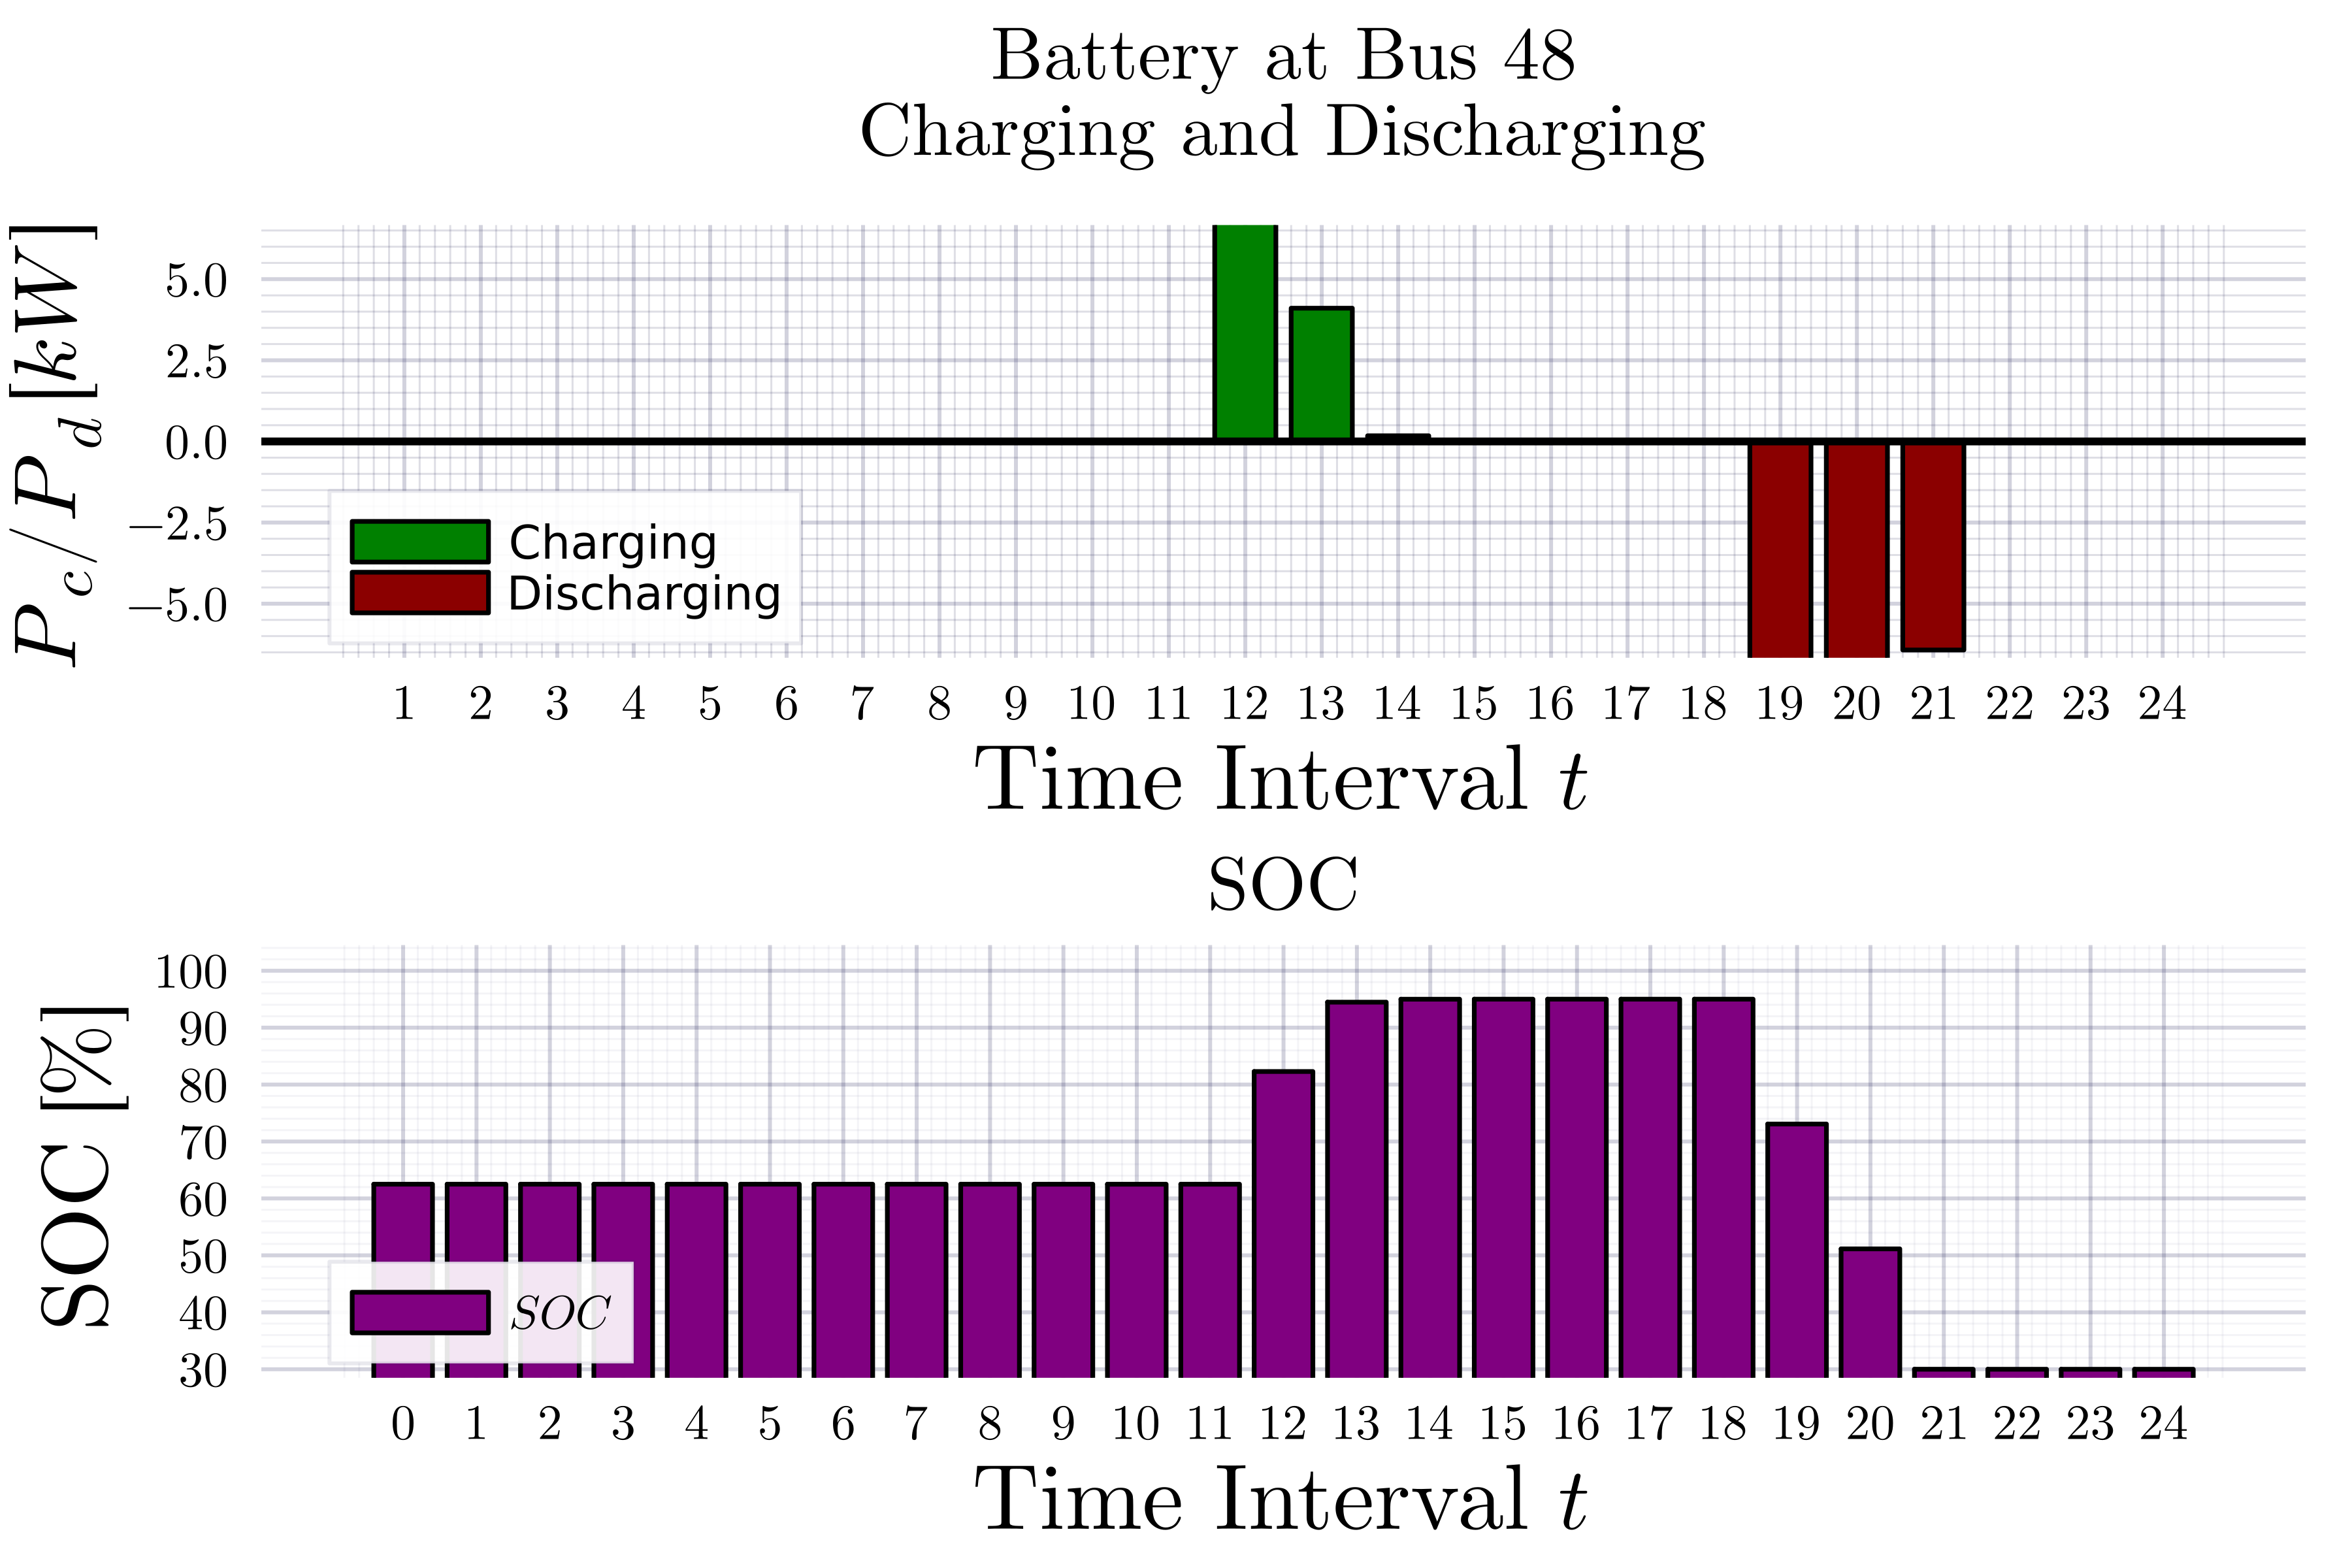 Battery at Bus 48
Charging and Discharging
P_c/P_d [kW]
5.0
2.5
0.0
−2.5
−5.0
Charging
Discharging
1 2 3 4 5 6 7 8 9 10 11 12 13 14 15 16 17 18 19 20 21 22 23 24
Time Interval t
SOC
SOC [%]
100
90
80
70
60
50
40
30
SOC
0 1 2 3 4 5 6 7 8 9 10 11 12 13 14 15 16 17 18 19 20 21 22 23 24
Time Interval t